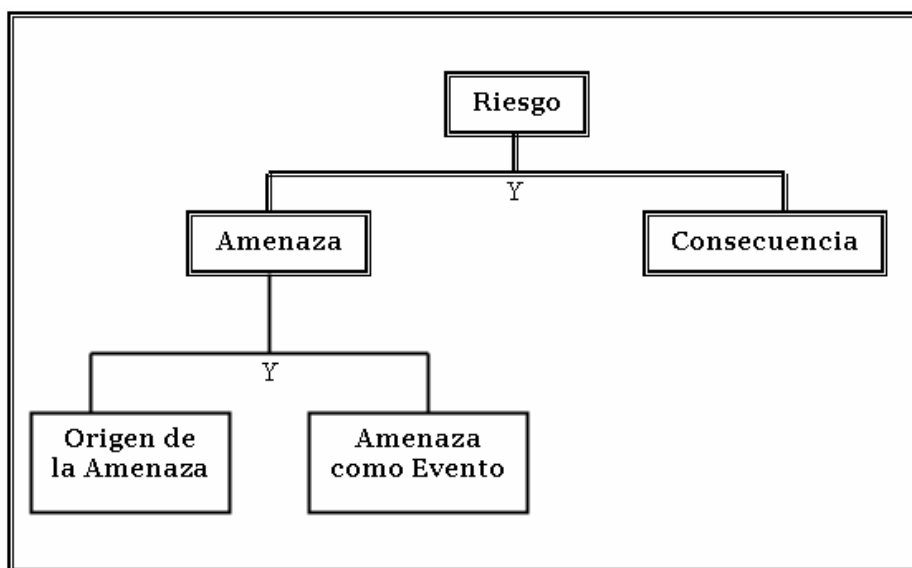 Riesgo
Y
Amenaza
Consecuencia
Y
Origen de
la Amenaza
Amenaza
como Evento